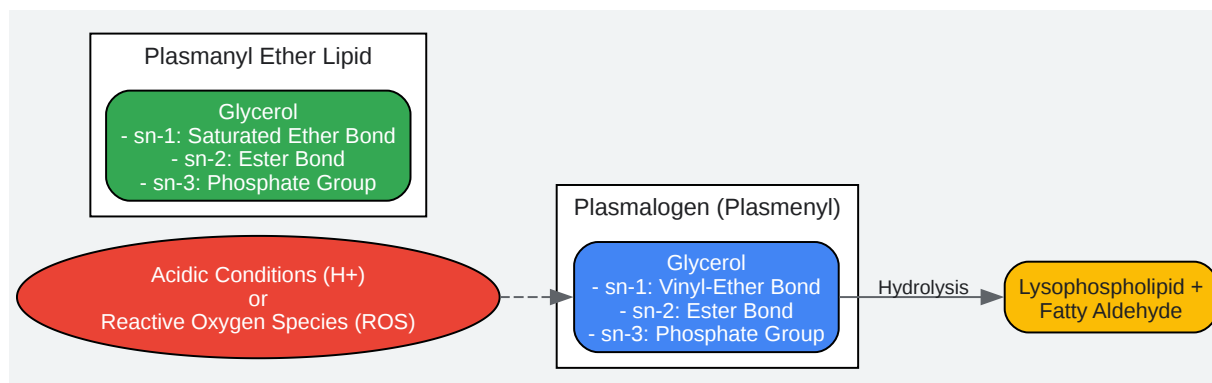 Plasmanyl Ether Lipid
Glycerol
- sn-1: Saturated Ether Bond
- sn-2: Ester Bond
- sn-3: Phosphate Group
Acidic Conditions (H+)
or
Reactive Oxygen Species (ROS)
Plasmalogen (Plasmenyl)
Glycerol
- sn-1: Vinyl-Ether Bond
- sn-2: Ester Bond
- sn-3: Phosphate Group
Hydrolysis
Lysophospholipid +
Fatty Aldehyde